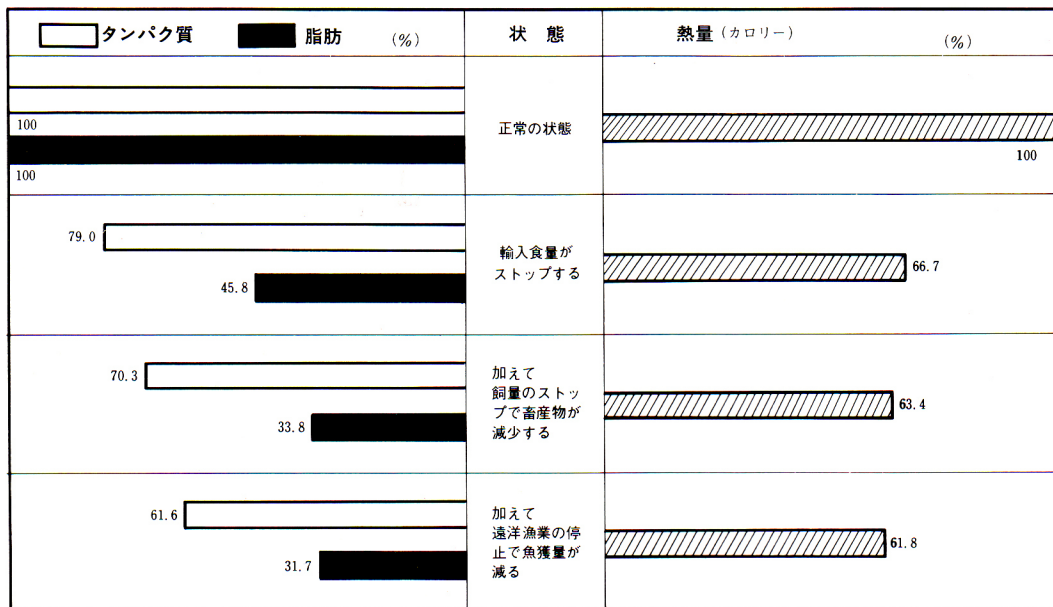 タンパク質 脂肪 (%) 状態 熱量(カロリー) (%)
100
100
正常の状態
100
79.0
45.8
輸入食量が
ストップする
66.7
70.3
33.8
加えて
飼量のストッ
プで畜産物が
減少する
63.4
61.6
31.7
加えて
遠洋漁業の停
止で魚獲量が
減る
61.8